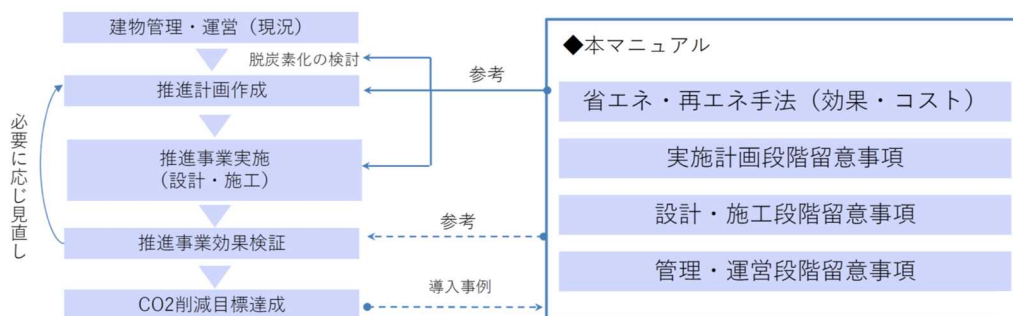 建物管理・運営（現況）
脱炭素化の検討
推進計画作成
推進事業実施
（設計・施工）
必要に応じ見直し
推進事業効果検証
CO2削減目標達成
参考
参考
導入事例
◆本マニュアル
省エネ・再エネ手法（効果・コスト）
実施計画段階留意事項
設計・施工段階留意事項
管理・運営段階留意事項